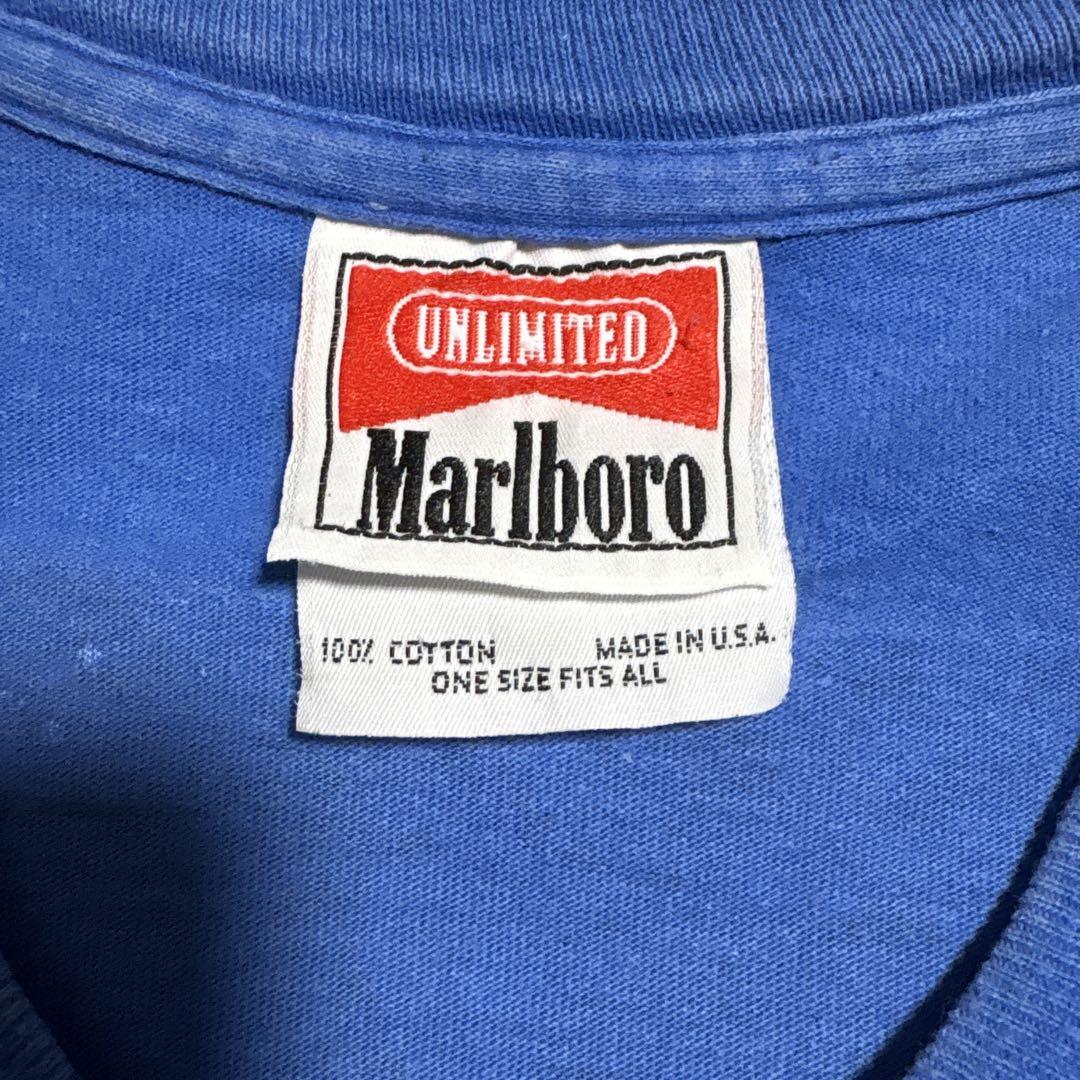 UNLIMITED
Marlboro
100% COTTON MADE IN U.S.A.
ONE SIZE FITS ALL